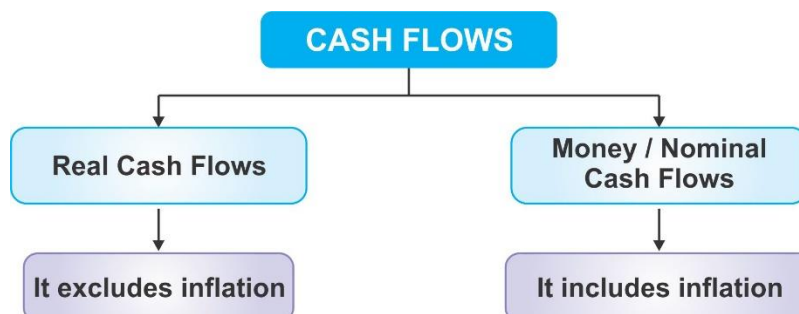 CASH FLOWS
Real Cash Flows
Money / Nominal
Cash Flows
It excludes inflation
It includes inflation